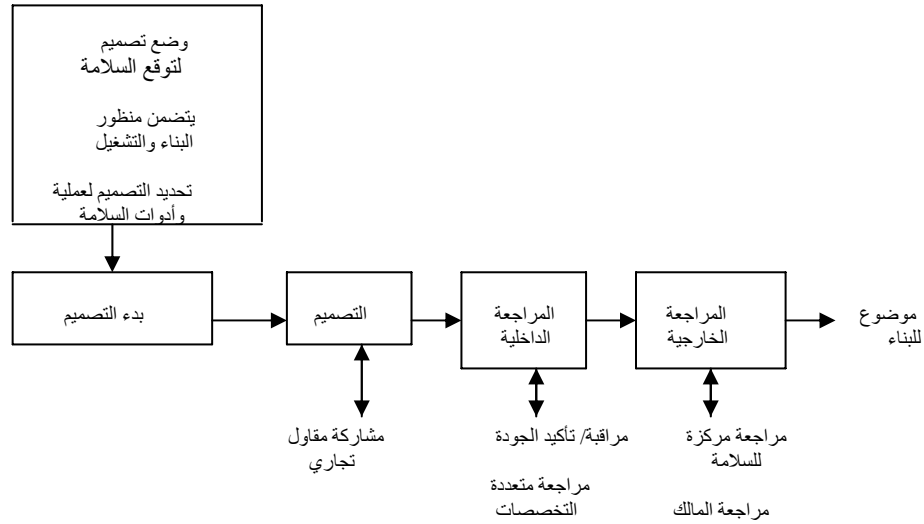 وضع تصميم
لتوقع السلامة
يتضمن منظور
البناء والتشغيل
تحديد التصميم لعملية
وأدوات السلامة
بدء التصميم
التصميم
المراجعة
الداخلية
المراجعة
الخارجية
موضوع
للبناء
مشاركة مقاول
تجاري
مراقبة/ تأكيد الجودة
مراجعة متعددة
التخصصات
مراجعة مركزة
للسلامة
مراجعة المالك